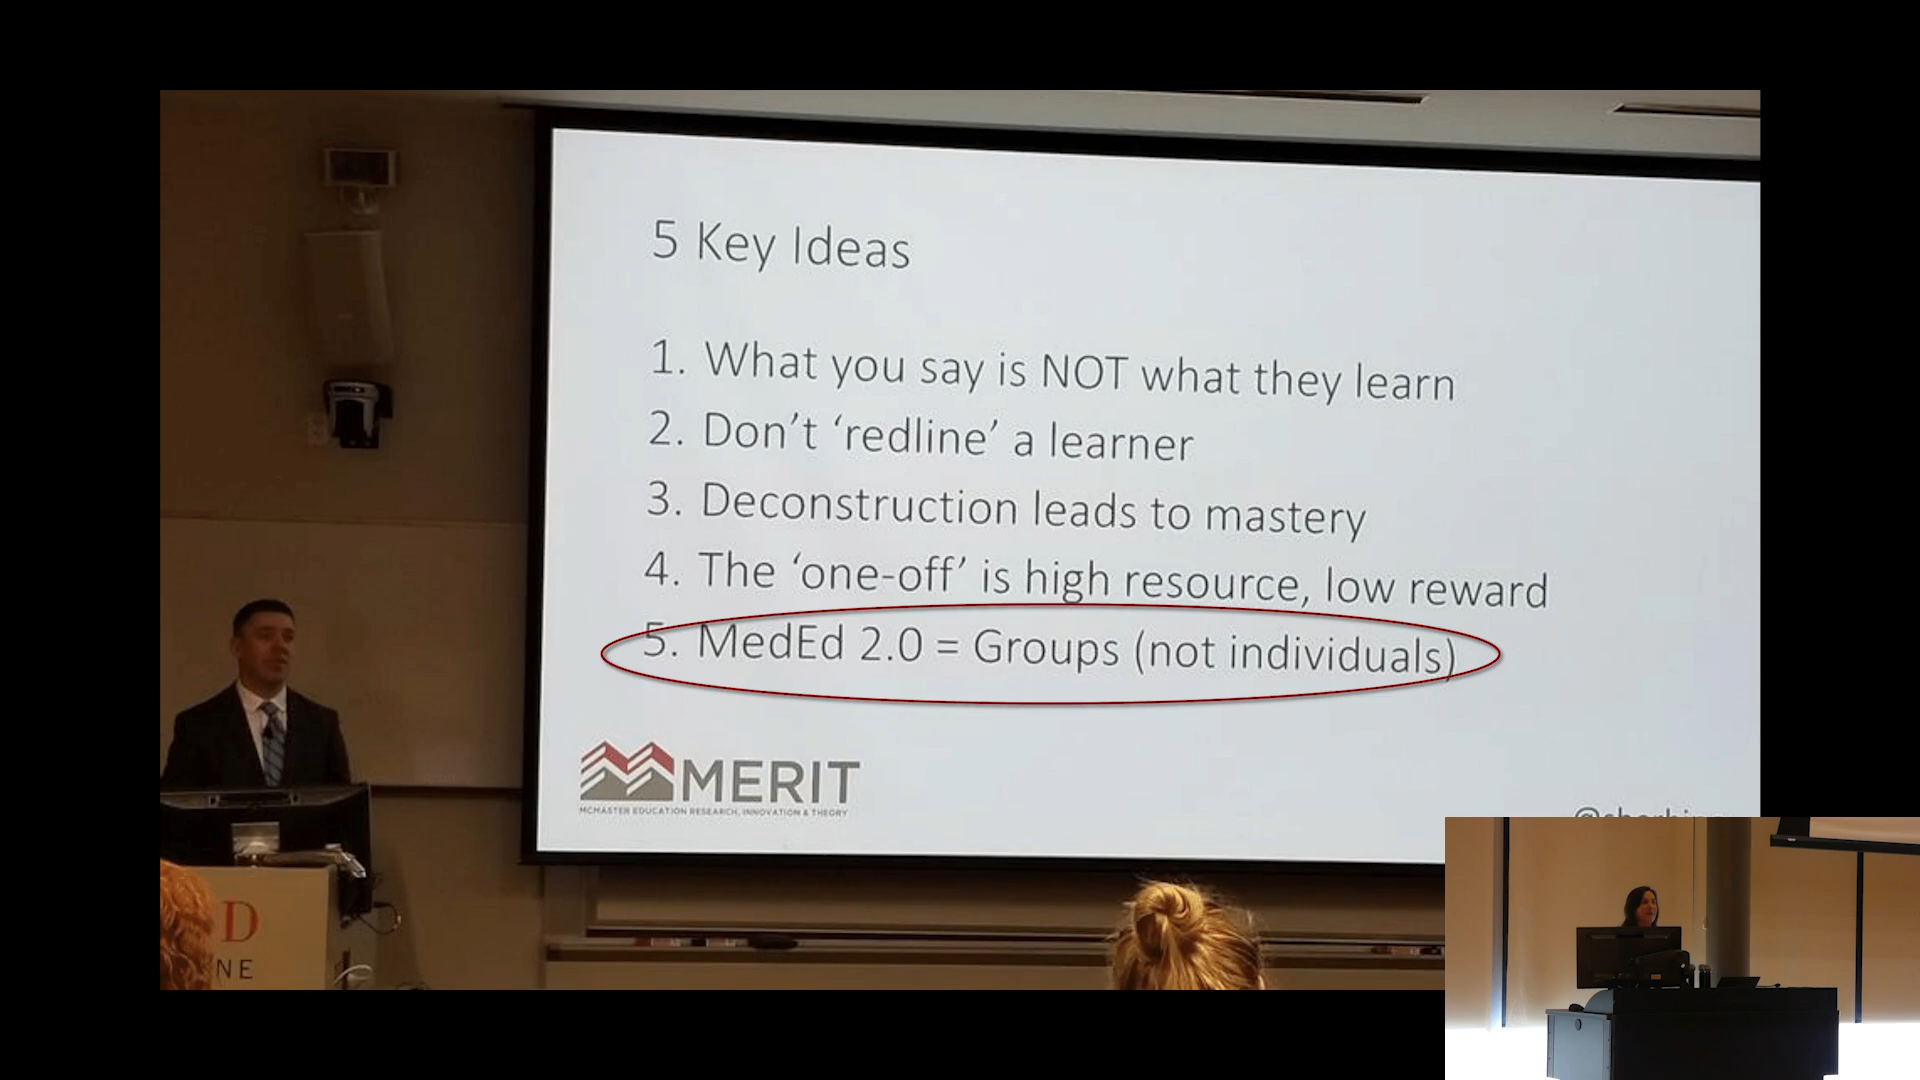 5 Key Ideas
1. What you say is NOT what they learn
2. Don't 'redline' a learner
3. Deconstruction leads to mastery
4. The 'one-off' is high resource, low reward
5. MedEd 2.0 = Groups (not individuals)
MERIT
MCMASTER EDUCATION RESEARCH, INNOVATION & THEORY
D
NE